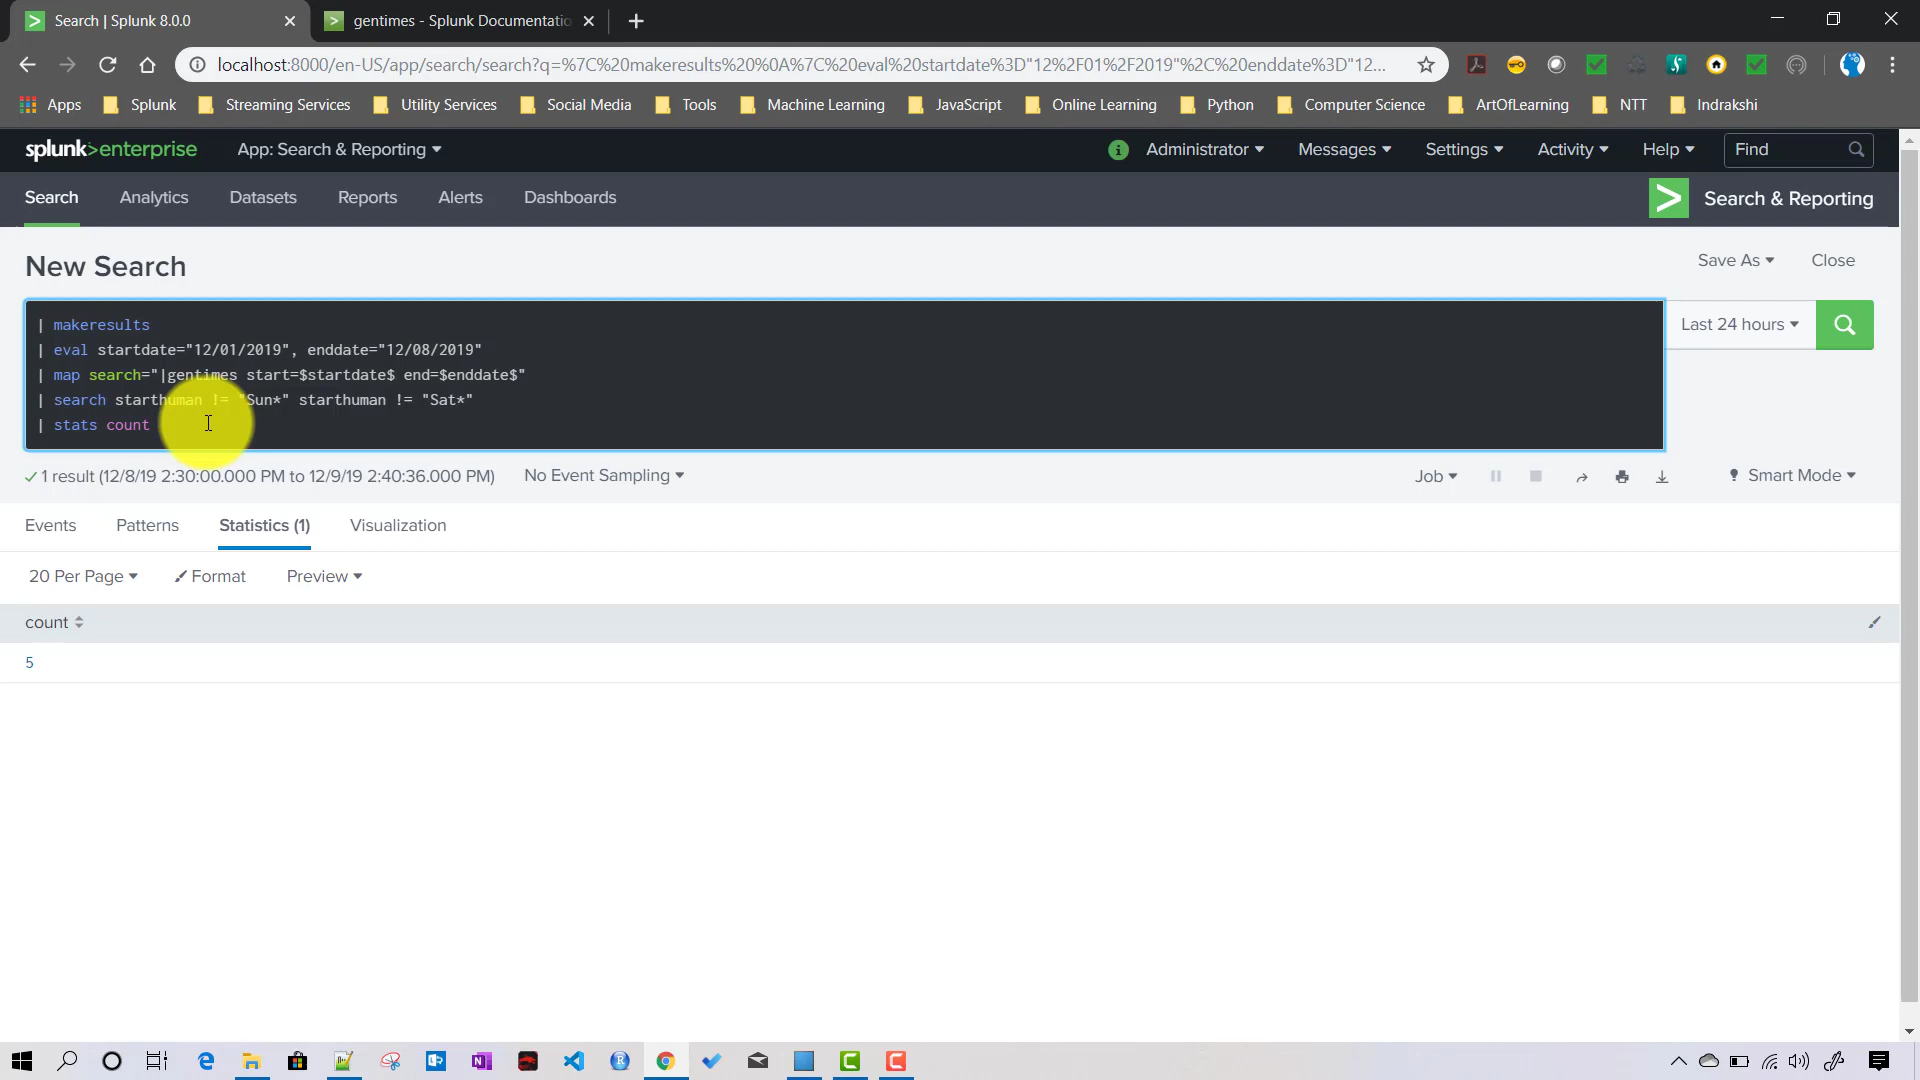 Search | Splunk 8.0.0
gentimes - Splunk Documentatio
localhost:8000/en-US/app/search/search?q=%7C%20makeresults%20%0A%7C%20eval%20startdate%3D"12%2F01%2F2019"%2C%20enddate%3D"12...
Apps Splunk Streaming Services Utility Services Social Media Tools Machine Learning JavaScript Online Learning Python Computer Science ArtOfLearning NTT Indrakshi
splunk>enterprise App: Search & Reporting Administrator Messages Settings Activity Help Find
Search Analytics Datasets Reports Alerts Dashboards Search & Reporting
New Search
Save As Close
| makeresults
| eval startdate="12/01/2019", enddate="12/08/2019"
| map search="|gentimes start=$startdate$ end=$enddate$"
| search starthuman != "Sun*" starthuman != "Sat*"
| stats count
Last 24 hours
1 result (12/8/19 2:30:00.000 PM to 12/9/19 2:40:36.000 PM) No Event Sampling Job Smart Mode
Events Patterns Statistics (1) Visualization
20 Per Page Format Preview
count
5